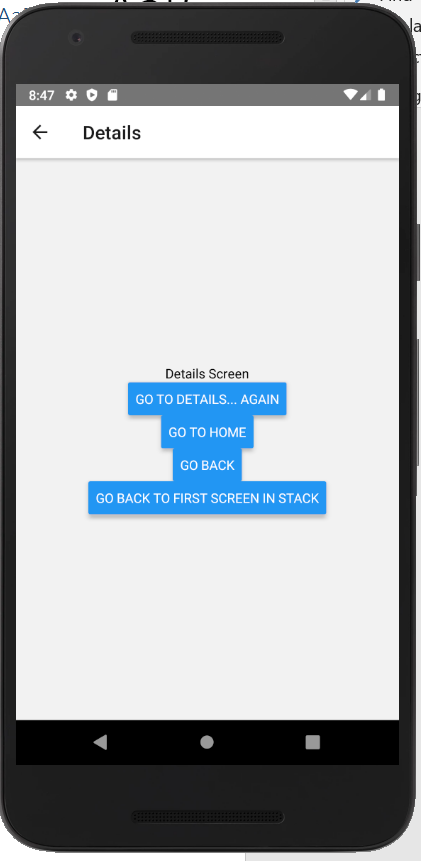 8:47
Details
Details Screen
GO TO DETAILS... AGAIN
GO TO HOME
GO BACK
GO BACK TO FIRST SCREEN IN STACK